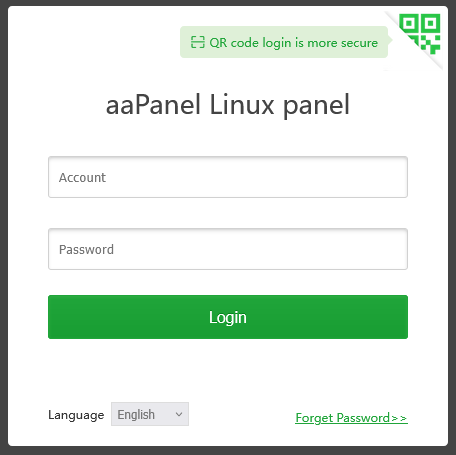 QR code login is more secure
aaPanel Linux panel
Account
Password
Login
Language English
Forget Password>>